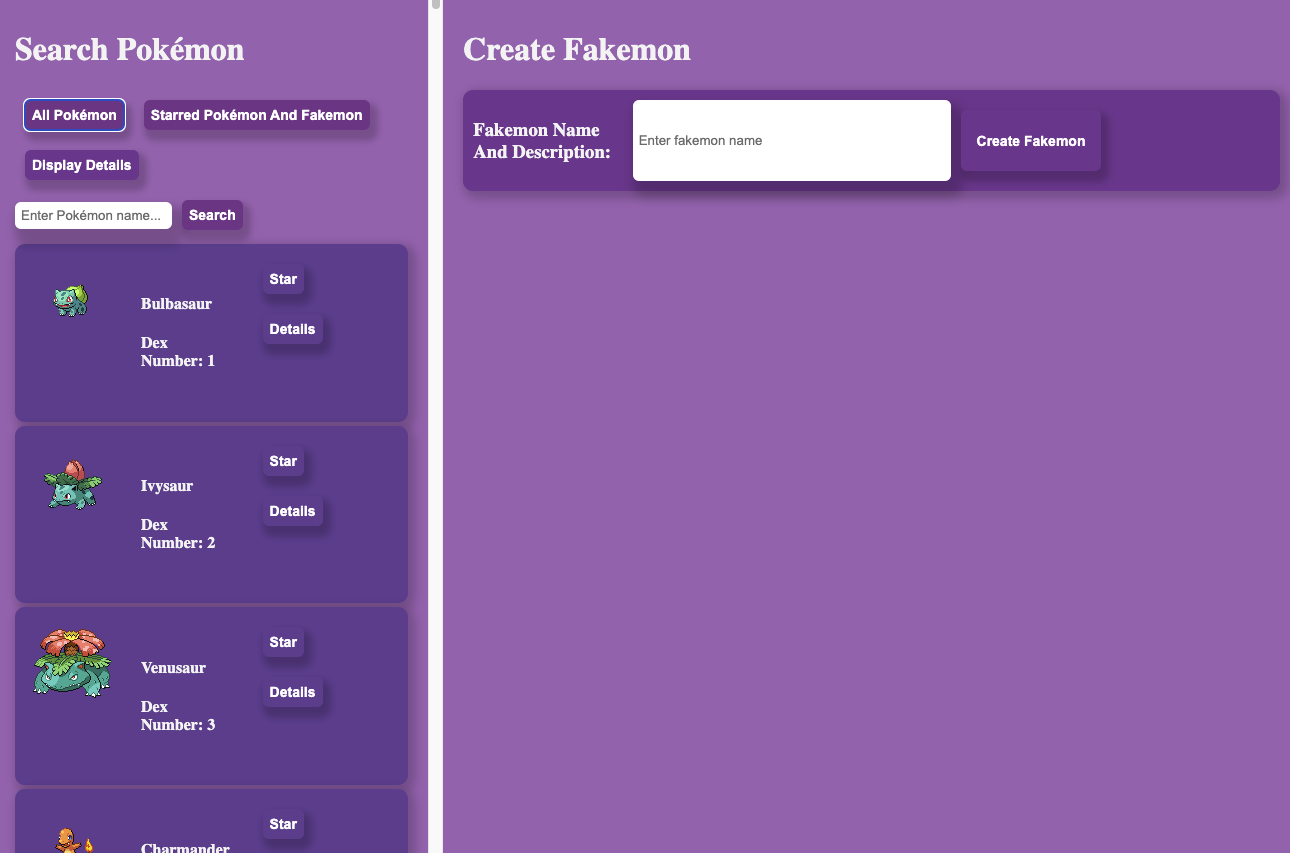 Search Pokémon
All Pokémon
Starred Pokémon And Fakemon
Display Details
Enter Pokémon name...
Search
Bulbasaur
Dex
Number: 1
Star
Details
Ivysaur
Dex
Number: 2
Star
Details
Venusaur
Dex
Number: 3
Star
Details
Charmander
Star
Create Fakemon
Fakemon Name
And Description:
Enter fakemon name
Create Fakemon